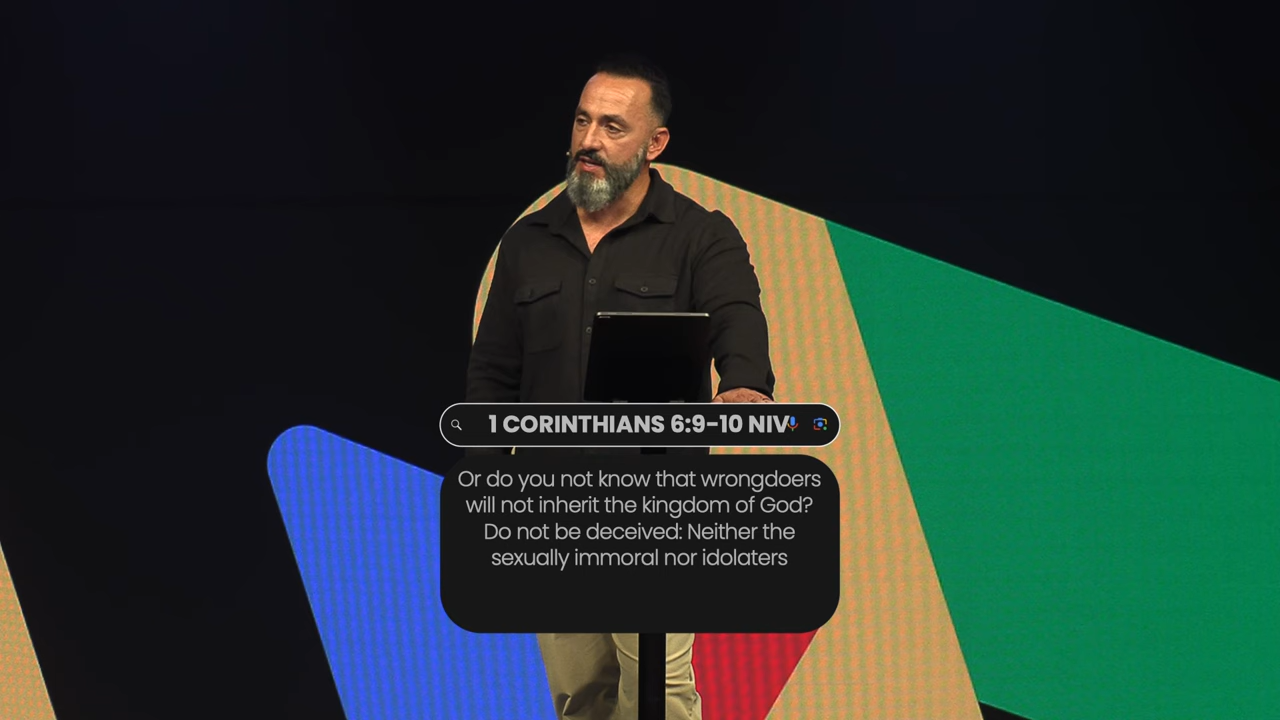 1 CORINTHIANS 6:9-10 NIV
Or do you not know that wrongdoers
will not inherit the kingdom of God?
Do not be deceived: Neither the
sexually immoral nor idolaters